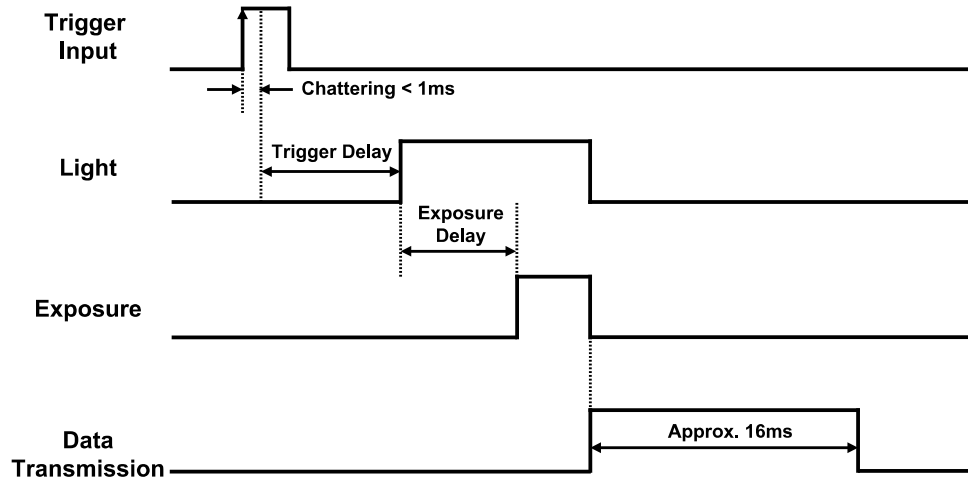 Trigger
Input
Chattering < 1ms
Light
Trigger Delay
Exposure
Delay
Exposure
Data
Transmission
Approx. 16ms